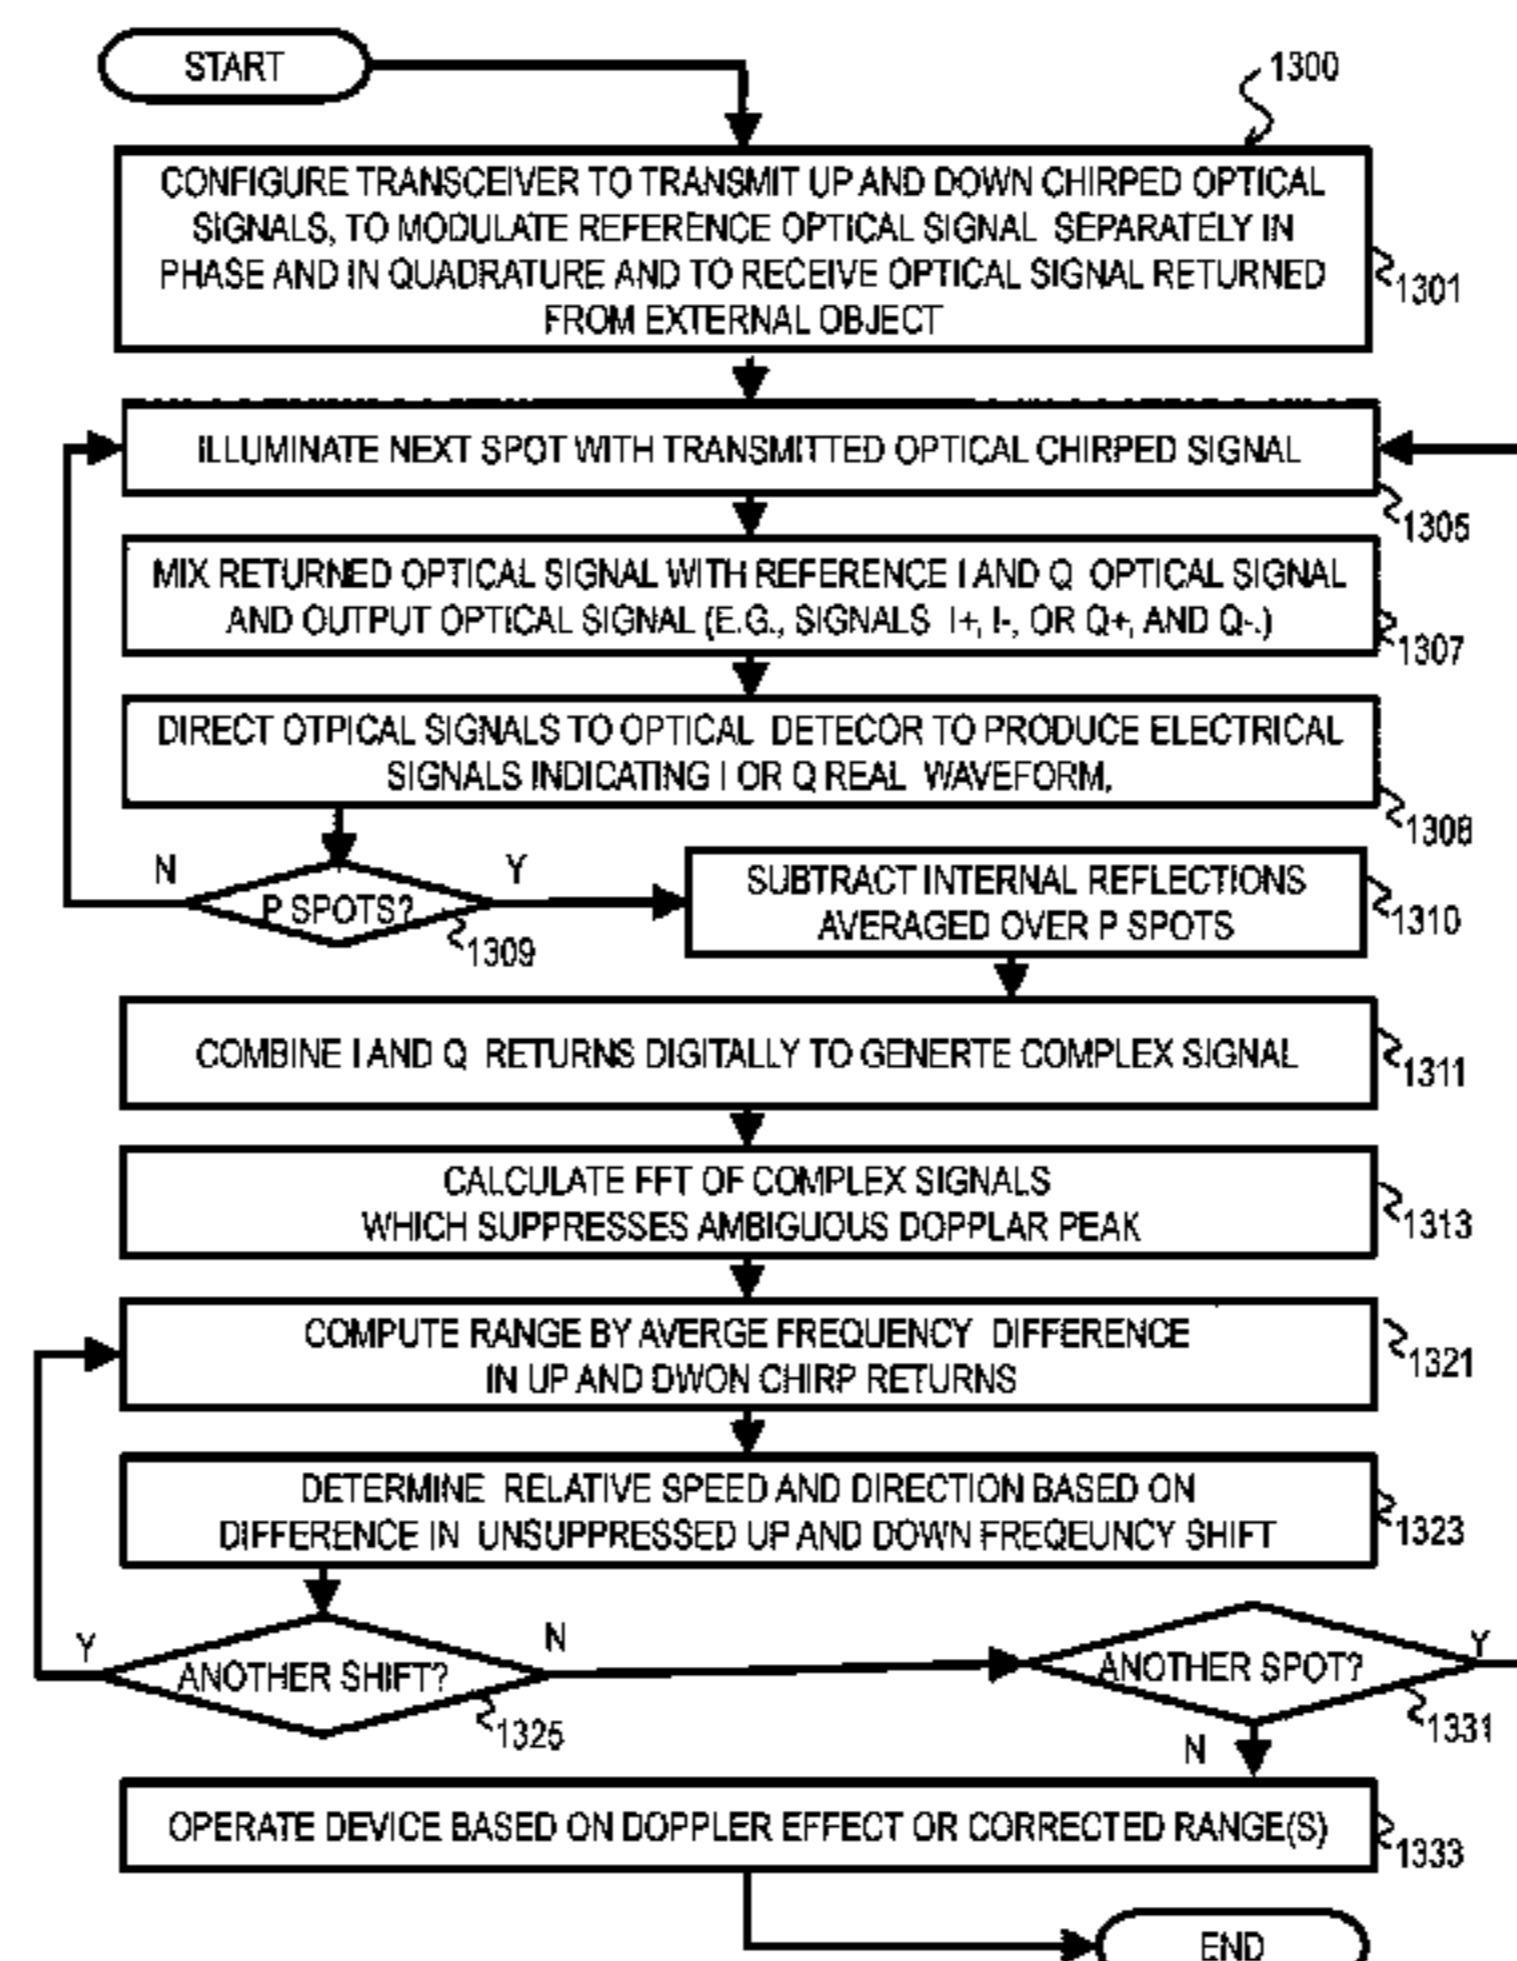 START
1300
CONFIGURE TRANSCEIVER TO TRANSMIT UP AND DOWN CHIRPED OPTICAL
SIGNALS, TO MODULATE REFERENCE OPTICAL SIGNAL SEPARATELY IN
PHASE AND IN QUADRATURE AND TO RECEIVE OPTICAL SIGNAL RETURNED
FROM EXTERNAL OBJECT
1301
ILLUMINATE NEXT SPOT WITH TRANSMITTED OPTICAL CHIRPED SIGNAL
1305
MIX RETURNED OPTICAL SIGNAL WITH REFERENCE I AND Q OPTICAL SIGNAL
AND OUTPUT OPTICAL SIGNAL (E.G., SIGNALS I+, I-, OR Q+, AND Q-.)
1307
DIRECT OTPICAL SIGNALS TO OPTICAL DETECOR TO PRODUCE ELECTRICAL
SIGNALS INDICATING I OR Q REAL WAVEFORM,
1308
N
P SPOTS?
Y
1309
SUBTRACT INTERNAL REFLECTIONS
AVERAGED OVER P SPOTS
1310
COMBINE I AND Q RETURNS DIGITALLY TO GENERTE COMPLEX SIGNAL
1311
CALCULATE FFT OF COMPLEX SIGNALS
WHICH SUPPRESSES AMBIGUOUS DOPPLAR PEAK
1313
COMPUTE RANGE BY AVERGE FREQUENCY DIFFERENCE
IN UP AND DWON CHIRP RETURNS
1321
DETERMINE RELATIVE SPEED AND DIRECTION BASED ON
DIFFERENCE IN UNSUPPRESSED UP AND DOWN FREQEUNCY SHIFT
1323
Y
ANOTHER SHIFT?
N
1325
ANOTHER SPOT?
Y
1331
N
OPERATE DEVICE BASED ON DOPPLER EFFECT OR CORRECTED RANGE(S)
1333
END